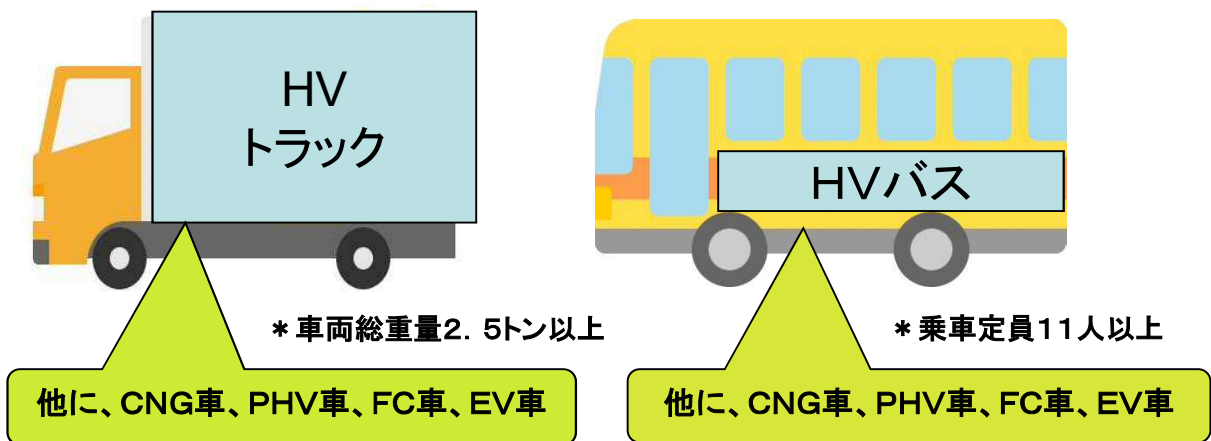 HV
トラック
HVバス
＊車両総重量2．5トン以上
＊乗車定員11人以上
他に、CNG車、PHV車、FC車、EV車
他に、CNG車、PHV車、FC車、EV車